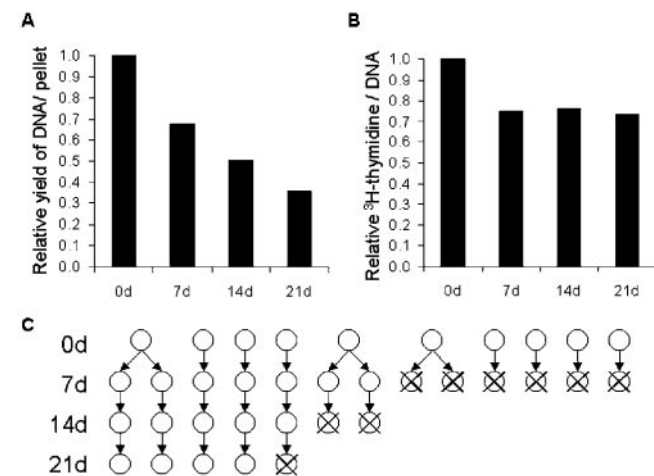 A
Relative yield of DNA/ pellet
1.0
0.9
0.8
0.7
0.6
0.5
0.4
0.3
0.2
0.1
0.0
0d 7d 14d 21d
B
Relative ³H-thymidine / DNA
1.0
0.9
0.8
0.7
0.6
0.5
0.4
0.3
0.2
0.1
0.0
0d 7d 14d 21d
C
0d
7d
14d
21d